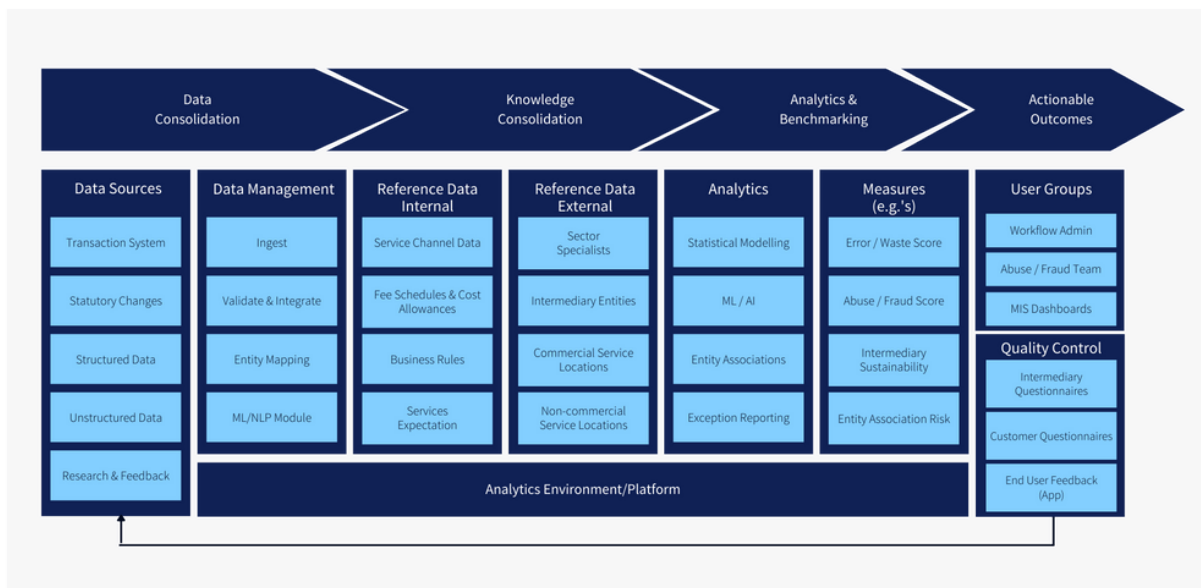 Data
Consolidation
Knowledge
Consolidation
Analytics &
Benchmarking
Actionable
Outcomes
Data Sources
Transaction System
Statutory Changes
Structured Data
Unstructured Data
Research & Feedback
Data Management
Ingest
Validate & Integrate
Entity Mapping
ML/NLP Module
Reference Data
Internal
Service Channel Data
Fee Schedules & Cost
Allowances
Business Rules
Services
Expectation
Reference Data
External
Sector
Specialists
Intermediary Entities
Commercial Service
Locations
Non-commercial
Service Locations
Analytics
Statistical Modelling
ML / AI
Entity Associations
Exception Reporting
Measures
(e.g.'s)
Error / Waste Score
Abuse / Fraud Score
Intermediary
Sustainability
Entity Association Risk
User Groups
Workflow Admin
Abuse / Fraud Team
MIS Dashboards
Quality Control
Intermediary
Questionnaires
Customer Questionnaires
End User Feedback
(App)
Analytics Environment/Platform